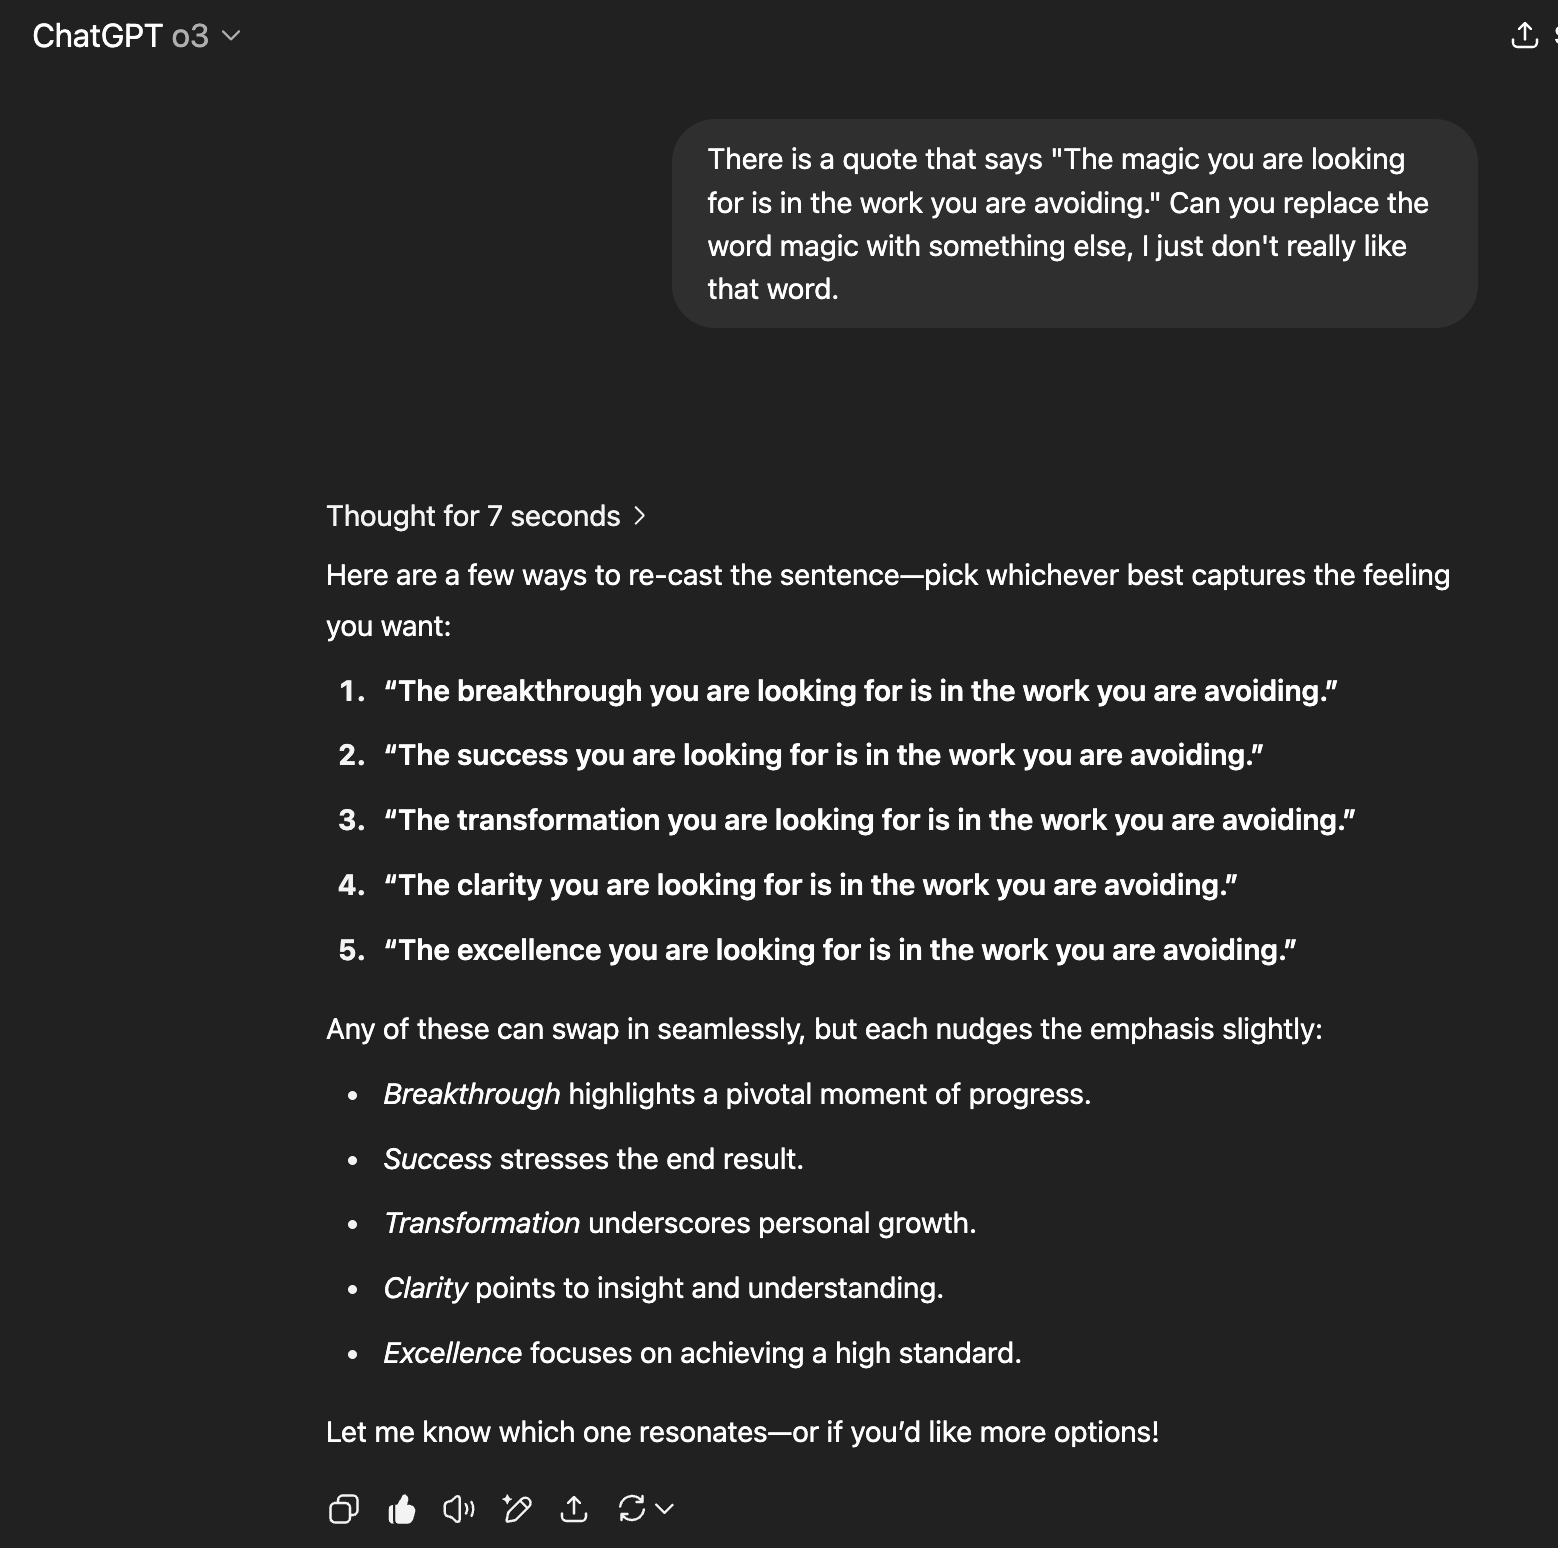 ChatGPT o3
There is a quote that says "The magic you are looking
for is in the work you are avoiding." Can you replace the
word magic with something else, I just don't really like
that word.
Thought for 7 seconds
Here are a few ways to re-cast the sentence—pick whichever best captures the feeling
you want:
1. “The breakthrough you are looking for is in the work you are avoiding.”
2. “The success you are looking for is in the work you are avoiding.”
3. “The transformation you are looking for is in the work you are avoiding.”
4. “The clarity you are looking for is in the work you are avoiding.”
5. “The excellence you are looking for is in the work you are avoiding.”
Any of these can swap in seamlessly, but each nudges the emphasis slightly:
• Breakthrough highlights a pivotal moment of progress.
• Success stresses the end result.
• Transformation underscores personal growth.
• Clarity points to insight and understanding.
• Excellence focuses on achieving a high standard.
Let me know which one resonates—or if you’d like more options!